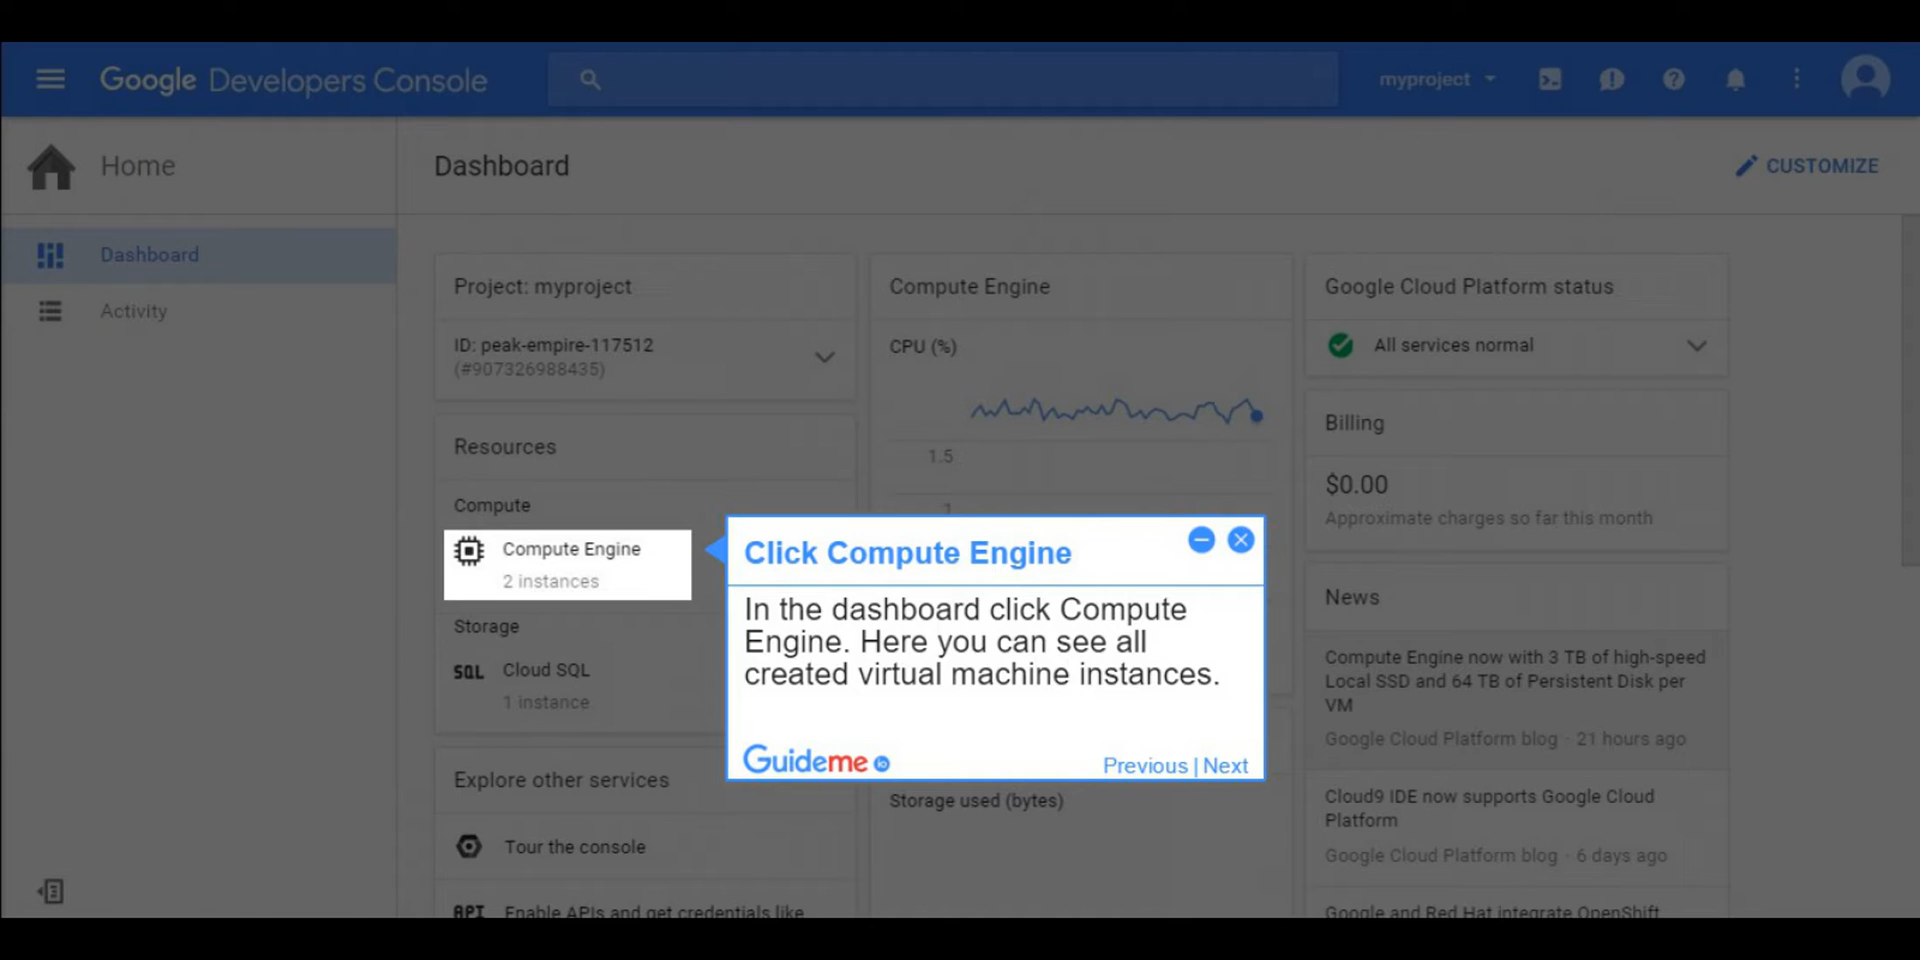 Google Developers Console
myproject
Home
Dashboard
CUSTOMIZE
Dashboard
Activity
Project: myproject
ID: peak-empire-117512
(#907326988435)
Resources
Compute
Compute Engine
2 instances
Storage
SQL Cloud SQL
1 instance
Explore other services
Tour the console
API Enable APIs and get credentials like
Compute Engine
CPU (%)
1.5
1
Click Compute Engine
In the dashboard click Compute
Engine. Here you can see all
created virtual machine instances.
Guideme io
Previous | Next
Storage used (bytes)
Google Cloud Platform status
All services normal
Billing
$0.00
Approximate charges so far this month
News
Compute Engine now with 3 TB of high-speed
Local SSD and 64 TB of Persistent Disk per
VM
Google Cloud Platform blog · 21 hours ago
Cloud9 IDE now supports Google Cloud
Platform
Google Cloud Platform blog · 6 days ago
Google and Red Hat integrate OpenShift